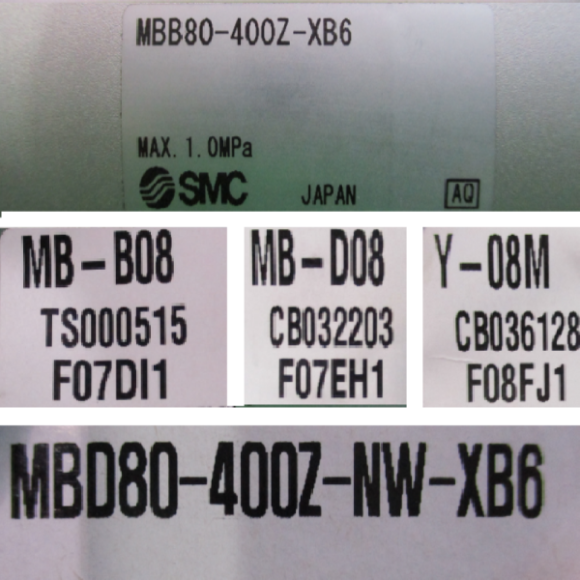 MBB80-400Z-XB6
MAX. 1.0MPa
SMC JAPAN AQ
MB-B08
TS000515
F07DI1
MB-D08
CB032203
F07EH1
Y-08M
CB036128
F08FJ1
MBD80-400Z-NW-XB6